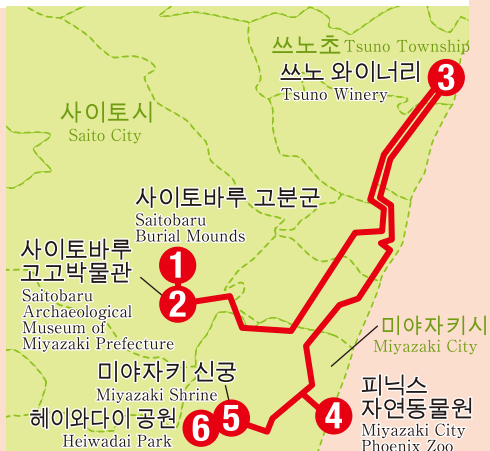 쓰노초 Tsuno Township
쓰노 와이너리
Tsuno Winery
3
사이토시
Saito City
사이토바루 고분군
Saitobaru
Burial Mounds
1
사이토바루
고고박물관
2
Saitobaru
Archaeological
Museum of
Miyazaki Prefecture
미야자키시
Miyazaki City
미야자키 신궁
Miyazaki Shrine
헤이와다이 공원
Heiwadai Park
6
5
4
피닉스
자연동물원
Miyazaki City
Phoenix Zoo